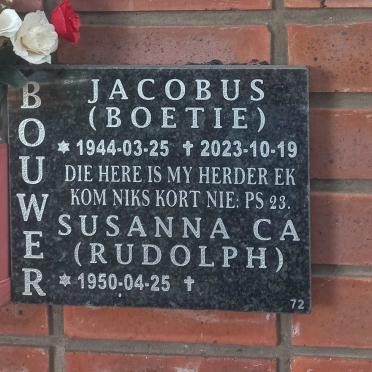 BOUWER
JACOBUS
(BOETIE)
✡ 1944-03-25 ✝ 2023-10-19
DIE HERE IS MY HERDER EK
KOM NIKS KORT NIE: PS 23.
SUSANNA CA
(RUDOLPH)
✡ 1950-04-25 ✝
72